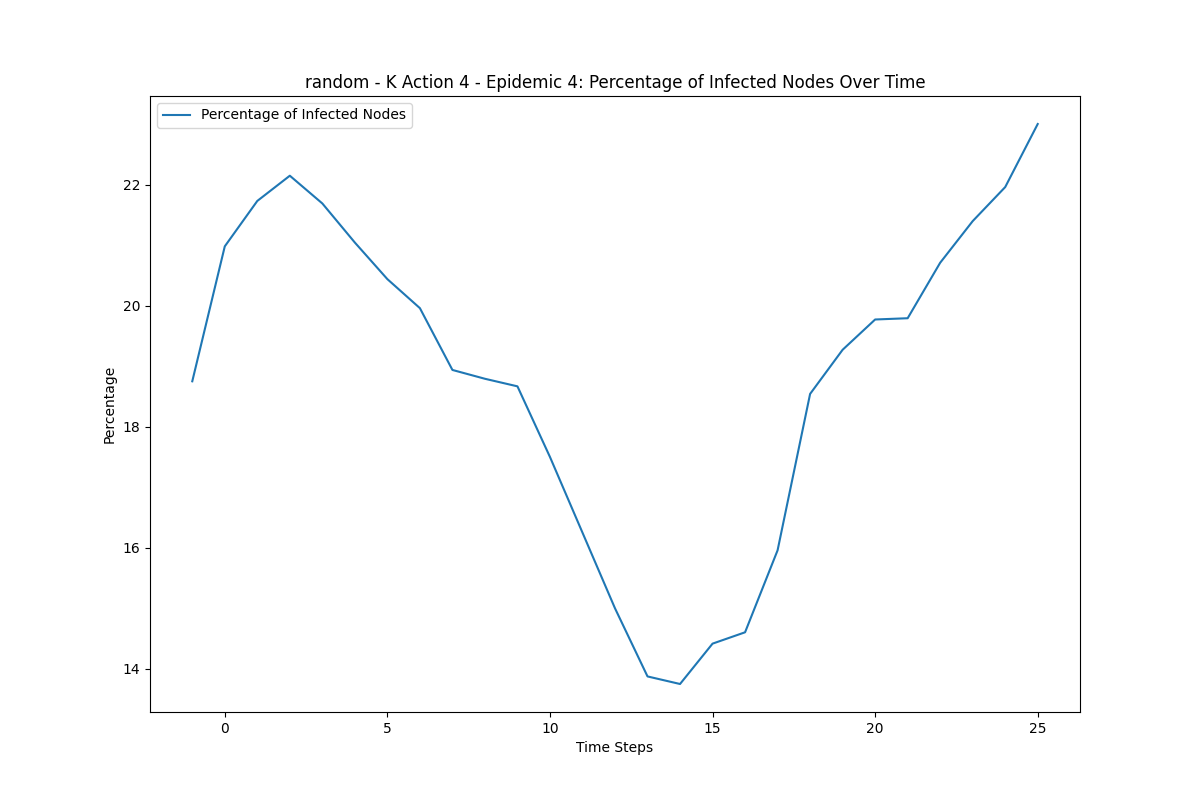 random - K Action 4 - Epidemic 4: Percentage of Infected Nodes Over Time
Percentage of Infected Nodes
22
20
18
16
14
Percentage
0 5 10 15 20 25
Time Steps